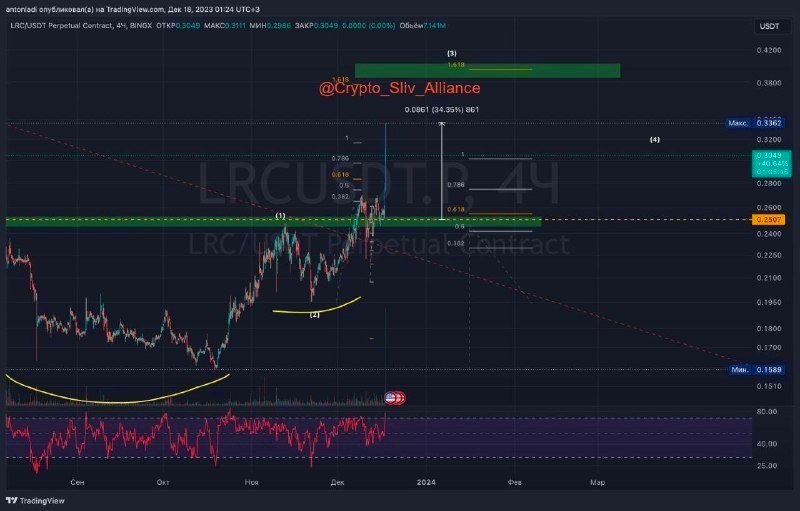 antoniadi опубликовал(а) на TradingView.com, Дек 18, 2023 01:24 UTC+3
LRC/USDT Perpetual Contract, 4Ч, BINGX ОТКР0.3049 МАКС0.3111 МИН0.2986 ЗАКР0.3049 0.0000 (0.00%) Объём7.141M
USDT
0.4200
(3)
1.618
1.618
0.3800
@Crypto_Sliv_Alliance
0.0861 (34.35%) 861
Макс. 0.3362
0.3200
(4)
1
1
0.3049
+40.64%
0.786
0.786
0.618
0.5
0.382
0.2800
0.2600
LRCUSDT.P, 4Ч
LRC/USDT Perpetual Contract
(1)
0.618
0.2507
0.5
0.2400
0.382
0.2260
0.2100
0.1950
(2)
0.1800
0.1700
Мин. 0.1589
0.1510
80.00
40.00
25.00
Сен
Окт
Ноя
Дек
2024
Фев
Мар
TradingView